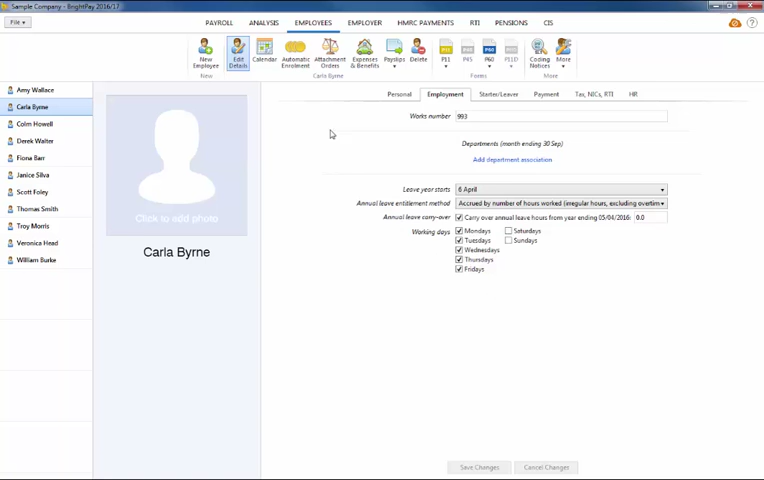 Sample Company - BrightPay 2016/17
File
PAYROLL ANALYSIS EMPLOYEES EMPLOYER HMRC PAYMENTS RTI PENSIONS CIS
New Employee
Edit Details
Calendar
Automatic Enrolment
Attachment Orders
Expenses & Benefits
Payslips
Delete
P11
P45
P60
P11D
Coding Notices
More
New
Carla Byrne
Forms
More
Amy Wallace
Carla Byrne
Colm Howell
Derek Walter
Fiona Barr
Janice Silva
Scott Foley
Thomas Smith
Troy Morris
Veronica Head
William Burke
Click to add photo
Carla Byrne
Personal Employment Starter/Leaver Payment Tax, NICs, RTI HR
Works number 993
Departments (month ending 30 Sep)
Add department association
Leave year starts 6 April
Annual leave entitlement method Accrued by number of hours worked (irregular hours, excluding overtim
Annual leave carry-over Carry over annual leave hours from year ending 05/04/2016: 0.0
Working days Mondays Saturdays
Tuesdays Sundays
Wednesdays
Thursdays
Fridays
Save Changes Cancel Changes